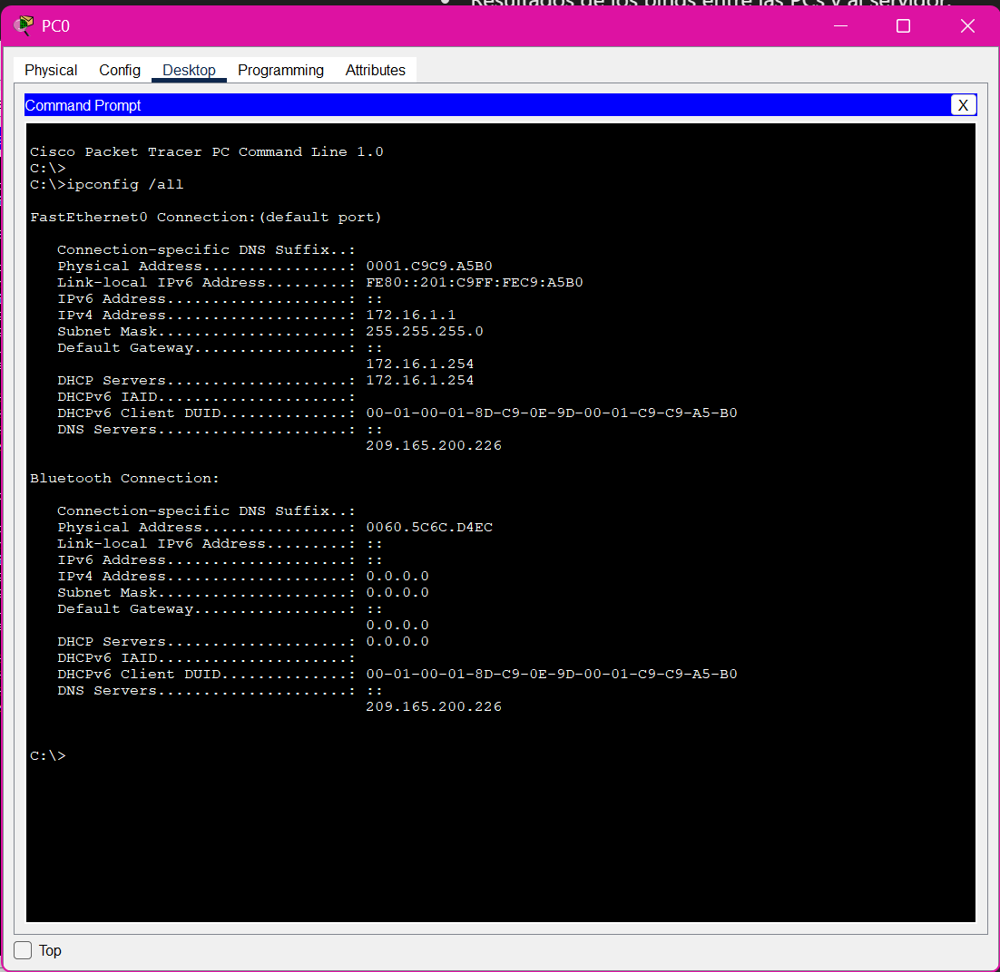 Resultados de los pings entre las PCs y al servidor.
PC0
Physical Config Desktop Programming Attributes
Command Prompt X
Cisco Packet Tracer PC Command Line 1.0
C:\>
C:\>ipconfig /all
FastEthernet0 Connection:(default port)
Connection-specific DNS Suffix..:
Physical Address................: 0001.C9C9.A5B0
Link-local IPv6 Address.........: FE80::201:C9FF:FEC9:A5B0
IPv6 Address....................: ::
IPv4 Address....................: 172.16.1.1
Subnet Mask.....................: 255.255.255.0
Default Gateway.................: ::
172.16.1.254
DHCP Servers....................: 172.16.1.254
DHCPv6 IAID.....................:
DHCPv6 Client DUID..............: 00-01-00-01-8D-C9-0E-9D-00-01-C9-C9-A5-B0
DNS Servers.....................: ::
209.165.200.226
Bluetooth Connection:
Connection-specific DNS Suffix..:
Physical Address................: 0060.5C6C.D4EC
Link-local IPv6 Address.........: ::
IPv6 Address....................: ::
IPv4 Address....................: 0.0.0.0
Subnet Mask.....................: 0.0.0.0
Default Gateway.................: ::
0.0.0.0
DHCP Servers....................: 0.0.0.0
DHCPv6 IAID.....................:
DHCPv6 Client DUID..............: 00-01-00-01-8D-C9-0E-9D-00-01-C9-C9-A5-B0
DNS Servers.....................: ::
209.165.200.226
C:\>
Top